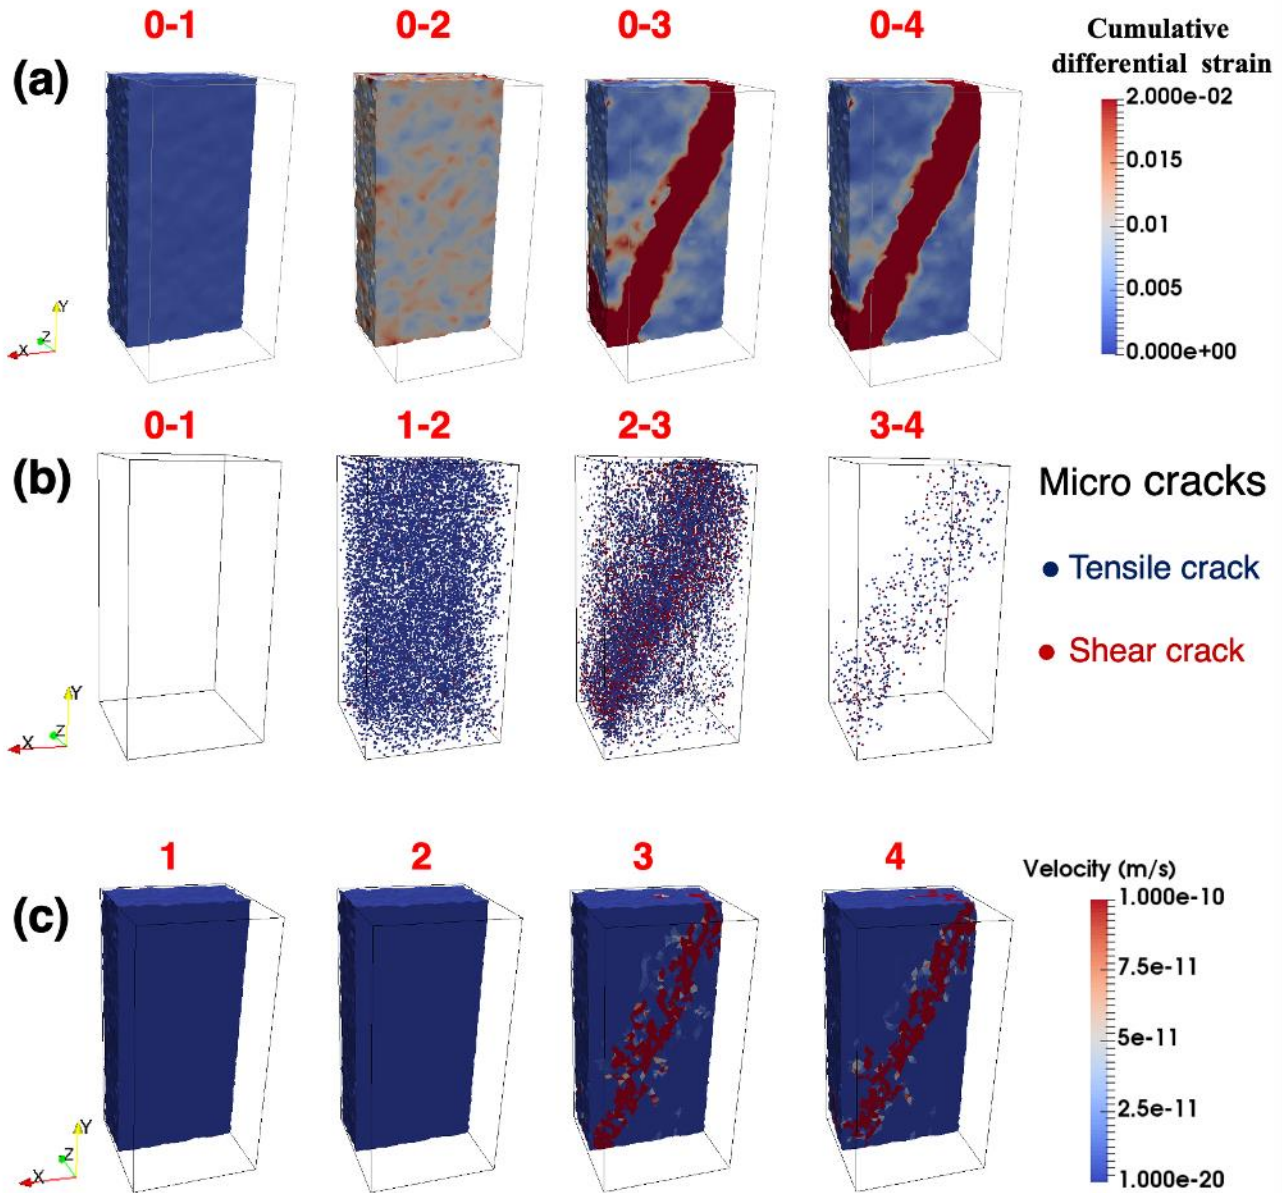 0-1 0-2 0-3 0-4
Cumulative
differential strain
(a)
2.000e-02
0.015
0.01
0.005
0.000e+00
Y
Z
X
0-1 1-2 2-3 3-4
(b)
Micro cracks
Tensile crack
Shear crack
Y
Z
X
1 2 3 4
Velocity (m/s)
(c)
1.000e-10
7.5e-11
5e-11
2.5e-11
1.000e-20
Y
Z
X